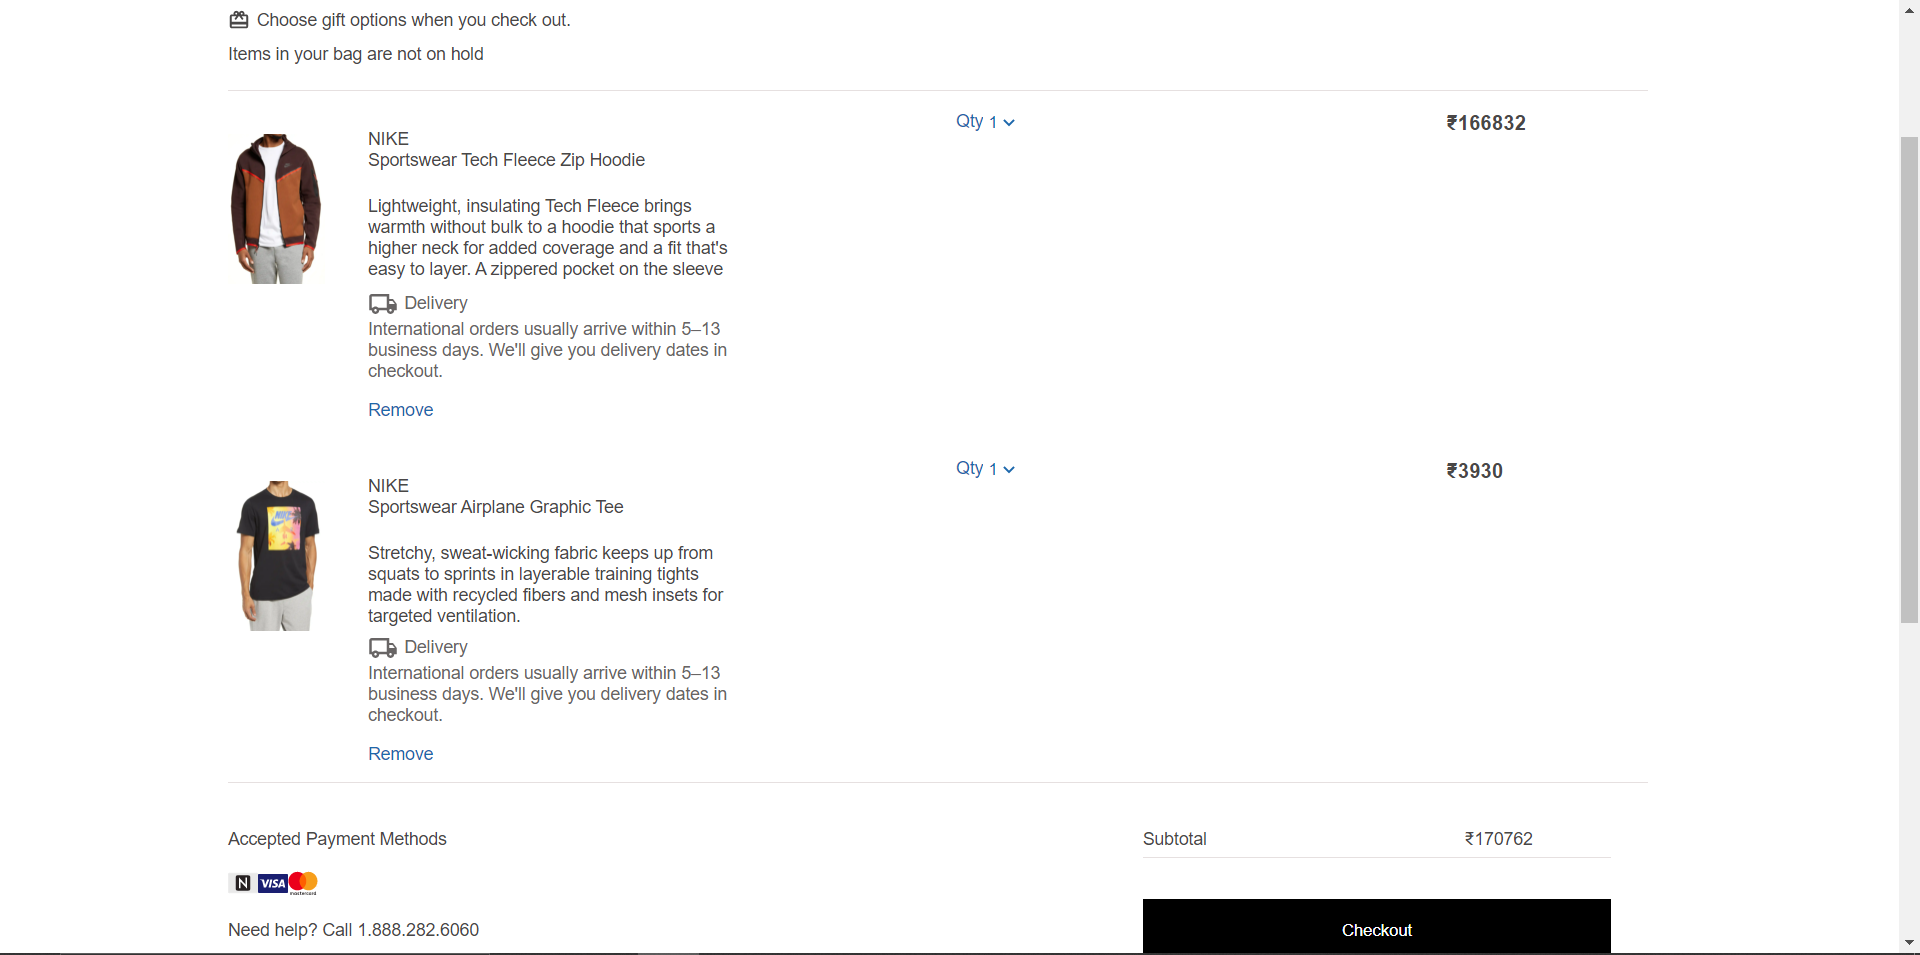 Choose gift options when you check out.
Items in your bag are not on hold
NIKE
Sportswear Tech Fleece Zip Hoodie
Qty 1
₹166832
Lightweight, insulating Tech Fleece brings
warmth without bulk to a hoodie that sports a
higher neck for added coverage and a fit that's
easy to layer. A zippered pocket on the sleeve
Delivery
International orders usually arrive within 5–13
business days. We'll give you delivery dates in
checkout.
Remove
NIKE
Sportswear Airplane Graphic Tee
Qty 1
₹3930
NIKE
Stretchy, sweat-wicking fabric keeps up from
squats to sprints in layerable training tights
made with recycled fibers and mesh insets for
targeted ventilation.
Delivery
International orders usually arrive within 5–13
business days. We'll give you delivery dates in
checkout.
Remove
Accepted Payment Methods
N VISA mastercard
Need help? Call 1.888.282.6060
Subtotal ₹170762
Checkout